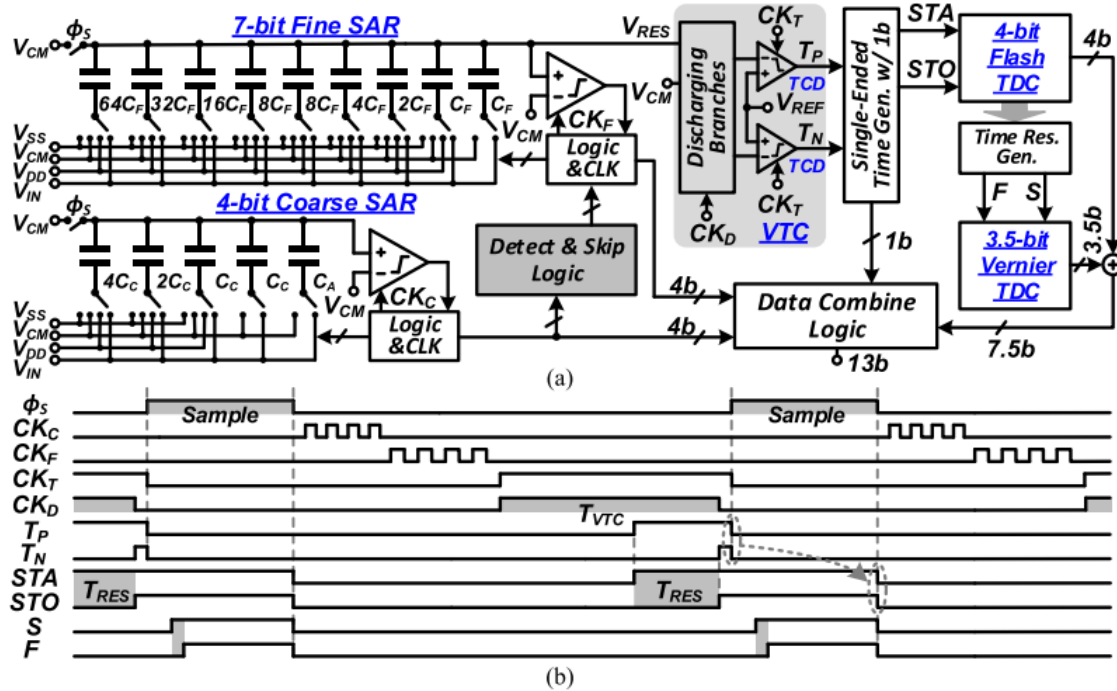 7-bit Fine SAR
V_CM ϕ_S
V_RES
64C_F 32C_F 16C_F 8C_F 8C_F 4C_F 2C_F C_F C_F
V_SS
V_CM
V_DD
V_IN
V_CM
CK_F
Logic
&CLK
V_CM
Discharging
Branches
CK_D
CK_T
T_P
TCD
V_REF
T_N
TCD
CK_T
VTC
Single-Ended
Time Gen. w/ 1b
1b
STA
STO
4-bit
Flash
TDC
4b
Time Res.
Gen.
F S
3.5-bit
Vernier
TDC
3.5b
7.5b
4-bit Coarse SAR
V_CM ϕ_S
4C_C 2C_C C_C C_C C_A
V_SS
V_CM
V_DD
V_IN
V_CM
CK_C
Logic
&CLK
Detect & Skip
Logic
4b
4b
Data Combine
Logic
13b
(a)
ϕ_S Sample Sample
CK_C
CK_F
CK_T
CK_D
T_VTC
T_P
T_N
STA
T_RES T_RES
STO
S
F
(b)